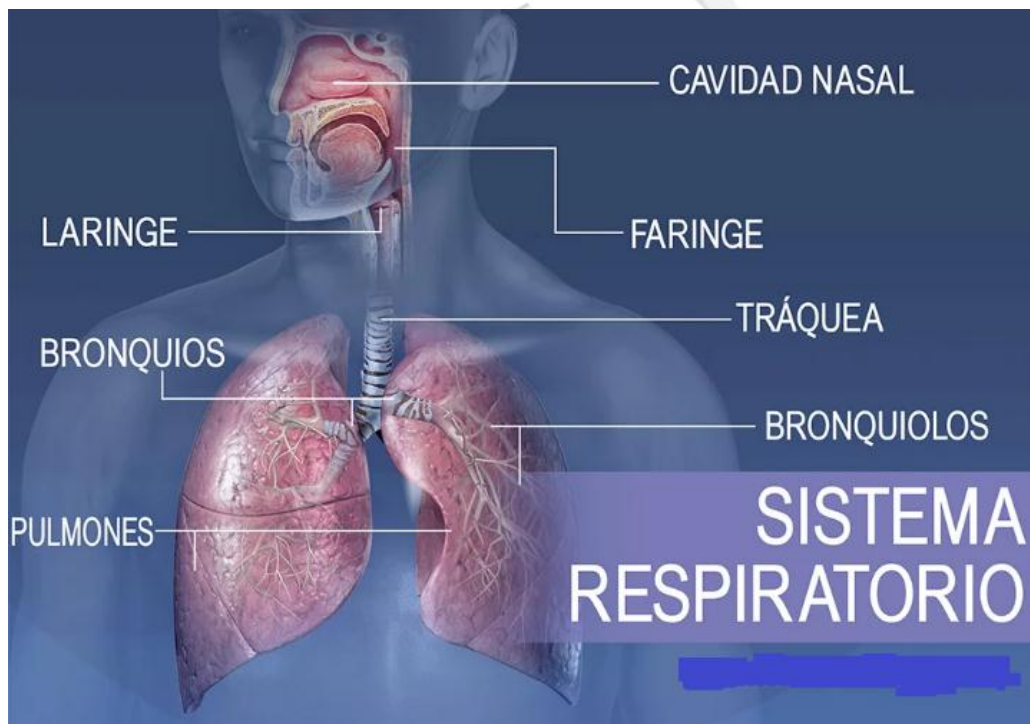 CAVIDAD NASAL
LARINGE
FARINGE
TRÁQUEA
BRONQUIOS
BRONQUIOLOS
PULMONES
SISTEMA
RESPIRATORIO